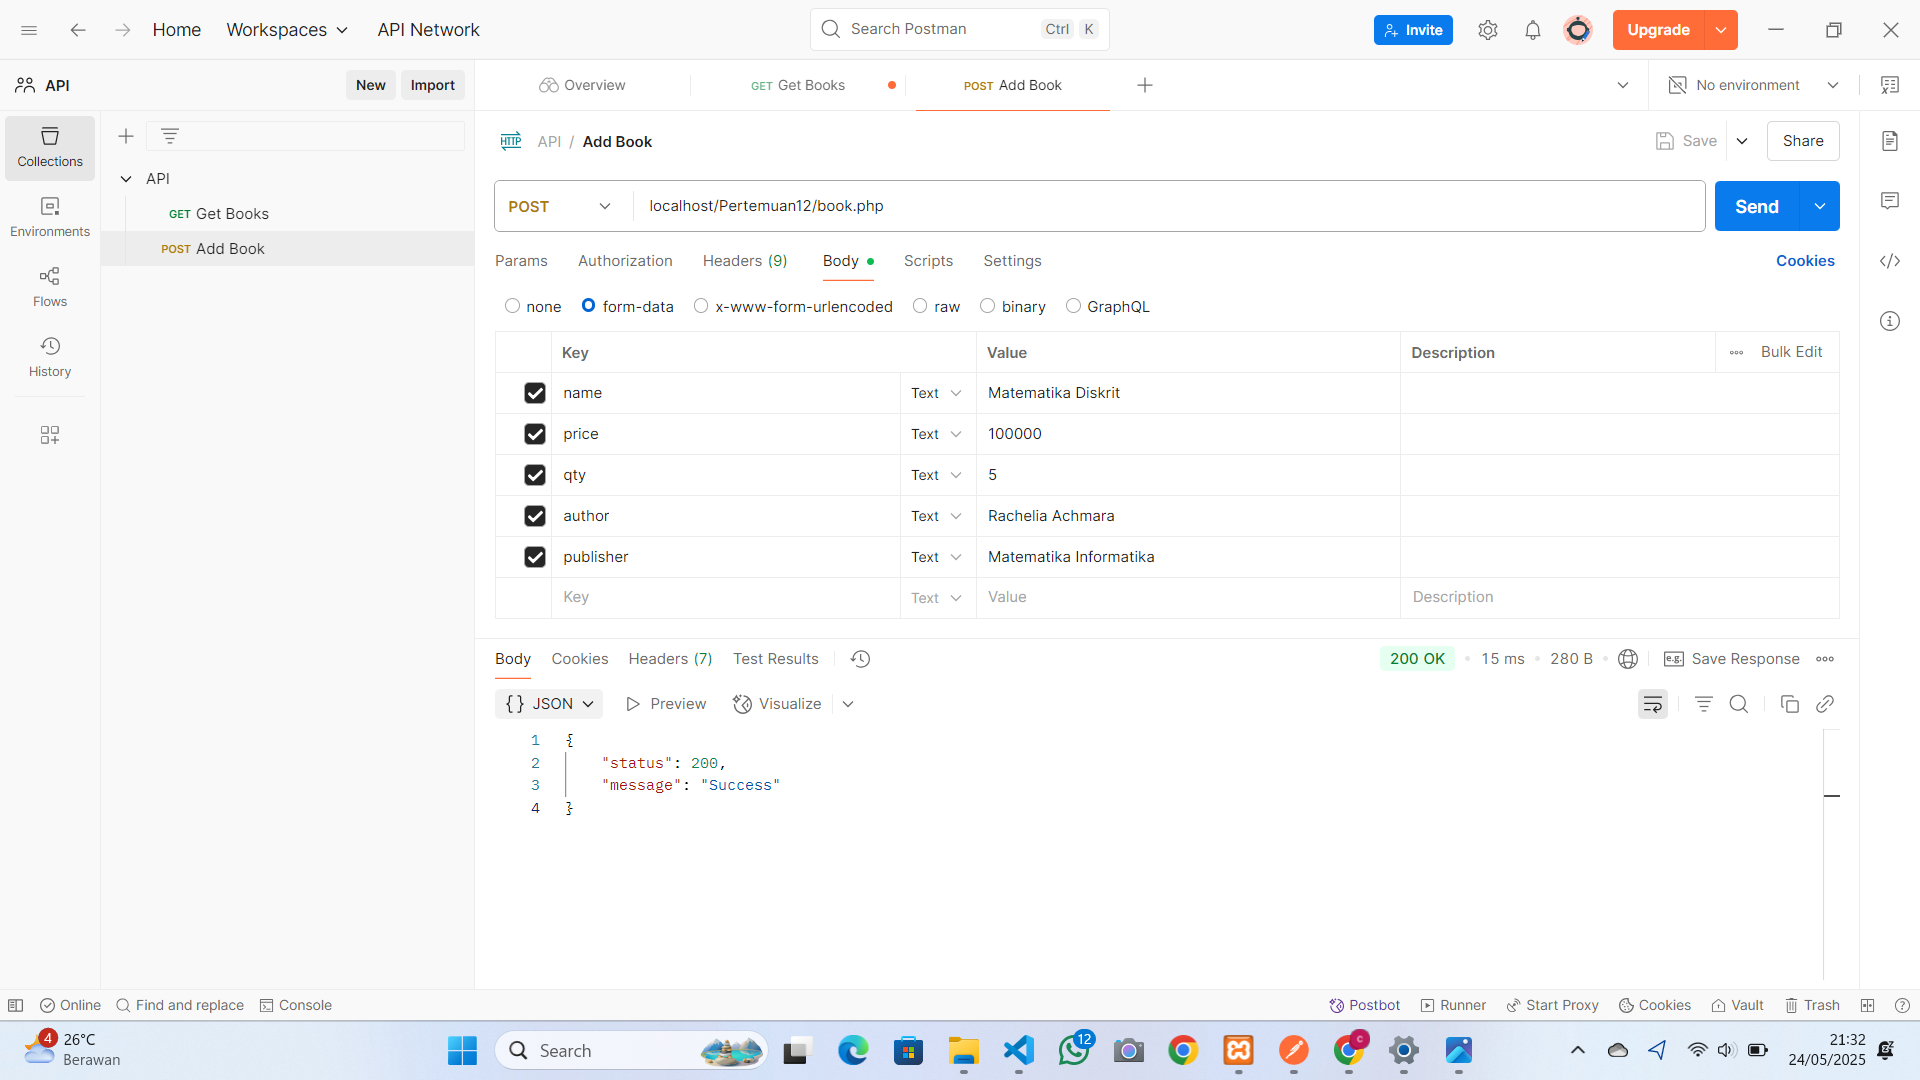 Home Workspaces API Network Search Postman Ctrl K Invite Upgrade
API New Import Overview GET Get Books POST Add Book No environment
Collections
API
GET Get Books
POST Add Book
Environments
Flows
History
HTTP API / Add Book Save Share
POST localhost/Pertemuan12/book.php Send
Params Authorization Headers (9) Body Scripts Settings Cookies
none form-data x-www-form-urlencoded raw binary GraphQL
Key Value Description Bulk Edit
name Text Matematika Diskrit
price Text 100000
qty Text 5
author Text Rachelia Achmara
publisher Text Matematika Informatika
Key Text Value Description
Body Cookies Headers (7) Test Results 200 OK 15 ms 280 B e.g. Save Response
{} JSON Preview Visualize
1 {
2 "status": 200,
3 "message": "Success"
4 }
Online Find and replace Console Postbot Runner Start Proxy Cookies Vault Trash
4 26°C
Berawan
Search
12
C
21:32
24/05/2025